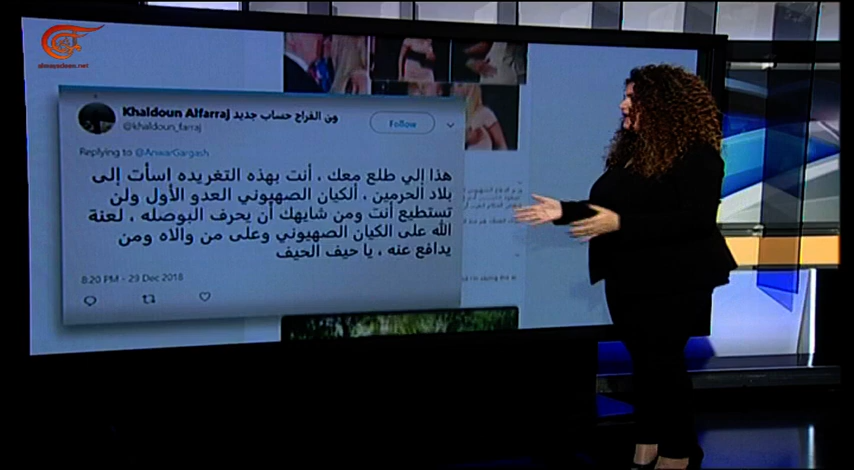 almayadeen.net
Khaldoun Alfarraj ون الفراج حساب جديد
@khaldoun_farraj
Follow
Replying to @AnwarGargash
هذا إلي طلع معك ، أنت بهذه التغريده اسأت إلى
بلاد الحرمين ، ألكيان الصهيوني العدو الأول ولن
تستطيع أنت ومن شابهك أن يحرف البوصله ، لعنة
الله على الكيان الصهيوني وعلى من والاه ومن
يدافع عنه ، يا حيف الحيف
8:20 PM - 29 Dec 2018